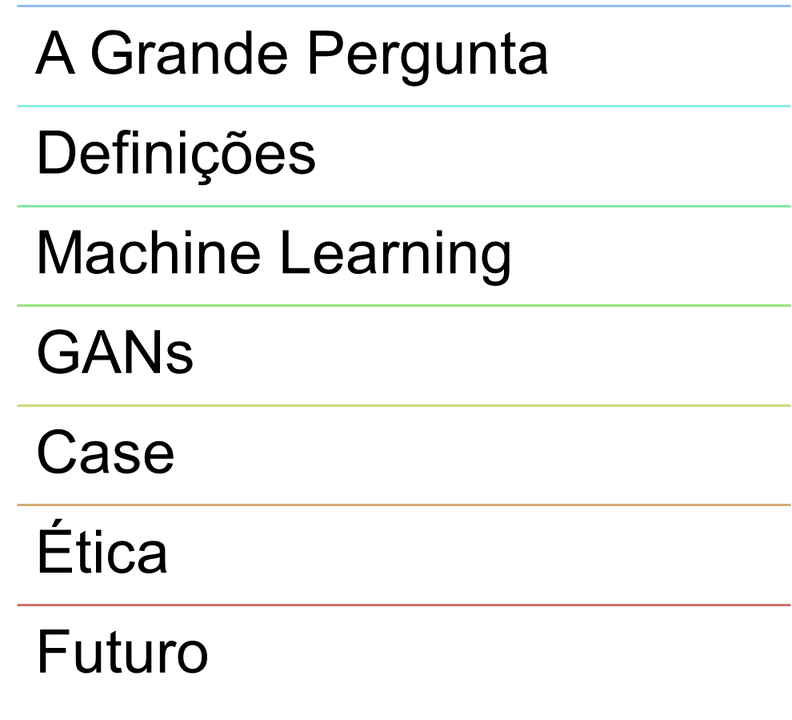 A Grande Pergunta
Definições
Machine Learning
GANs
Case
Ética
Futuro